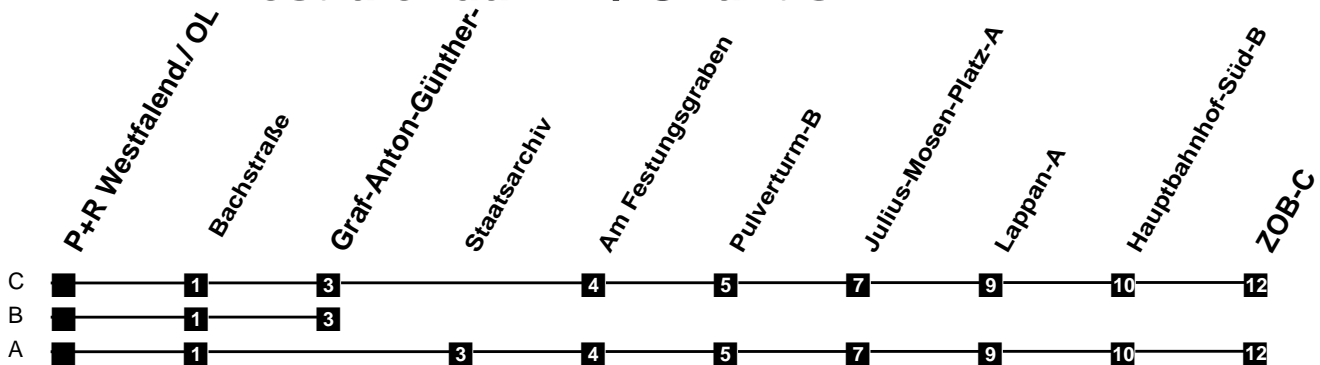 P+R Westfalend./ OL
Bachstraße
Graf-Anton-Günther-
Staatsarchiv
Am Festungsgraben
Pulverturm-B
Julius-Mosen-Platz-A
Lappan-A
Hauptbahnhof-Süd-B
ZOB-C
C 1 3 4 5 7 9 10 12
B 1 3
A 1 3 4 5 7 9 10 12